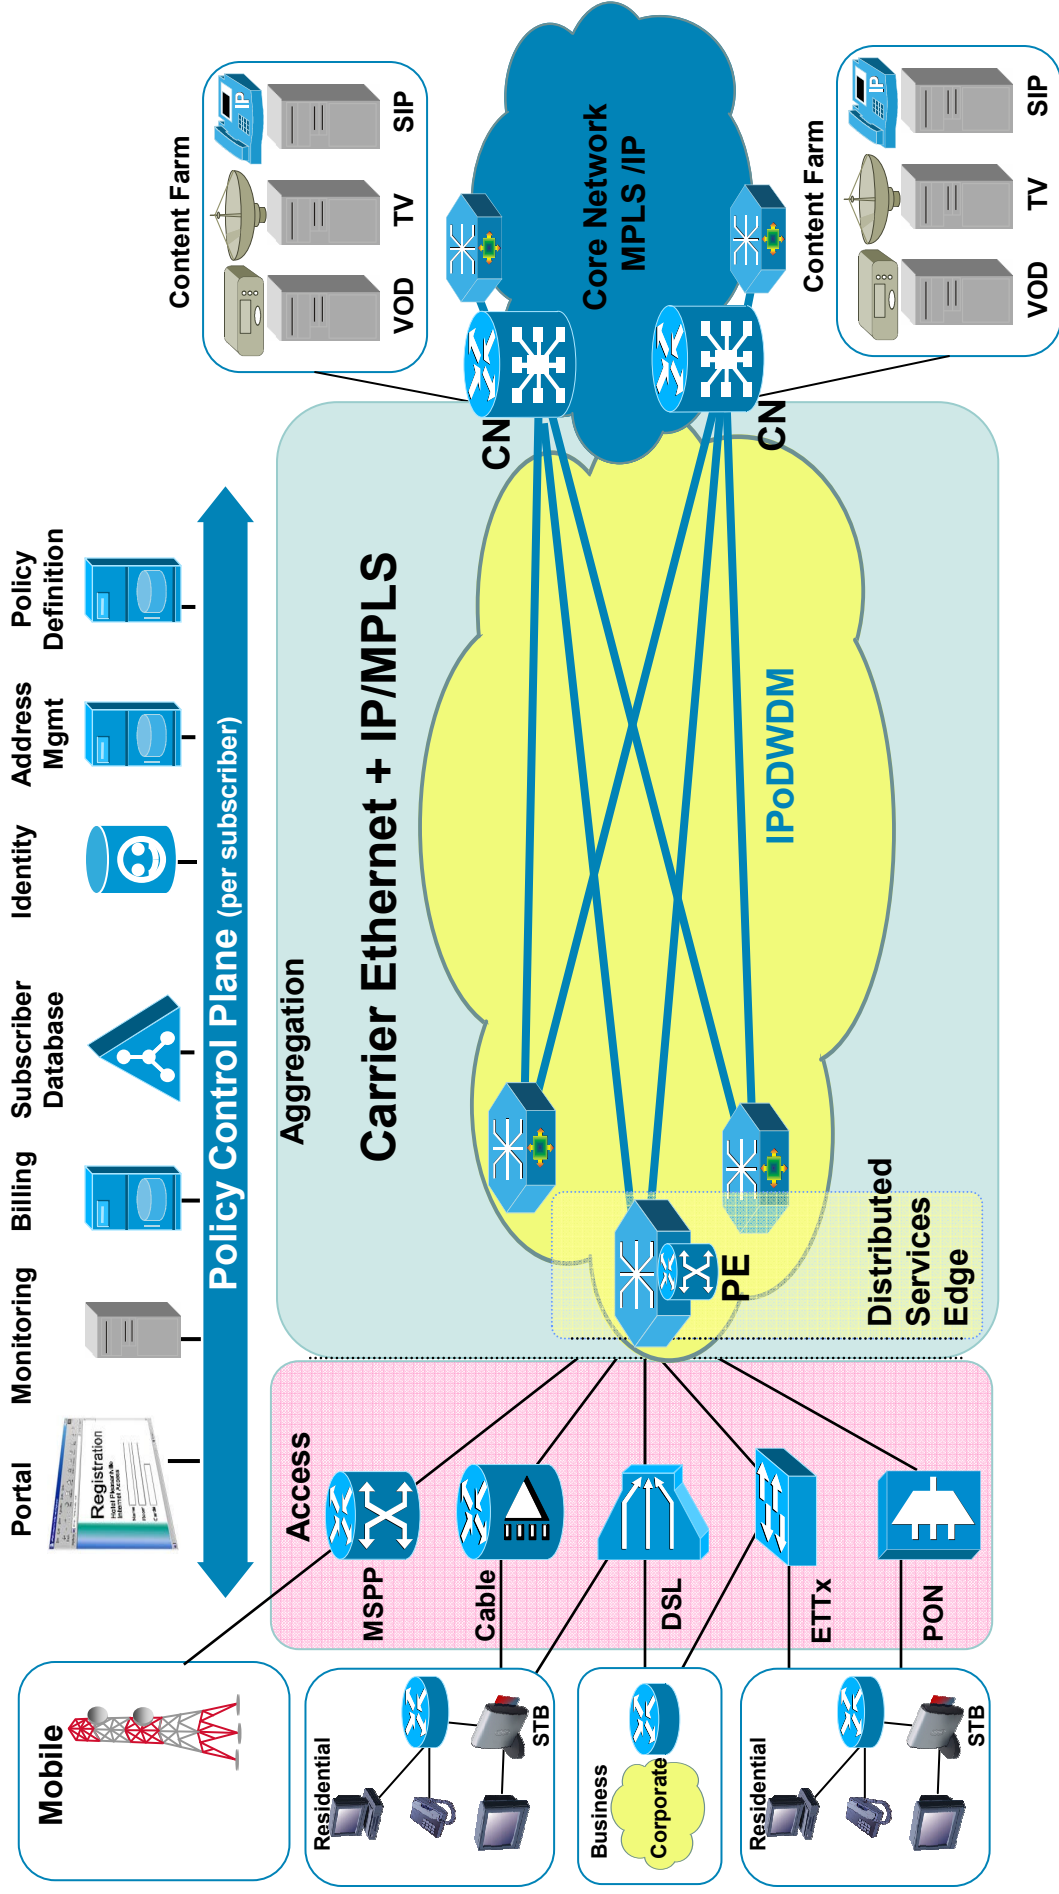 Portal
Monitoring
Billing
Subscriber
Database
Identity
Address
Mgmt
Policy
Definition
Registration
Policy Control Plane (per subscriber)
Mobile
Residential
STB
Business
Corporate
Residential
STB
Access
MSPP
Cable
DSL
ETTx
PON
Aggregation
Carrier Ethernet + IP/MPLS
IPoDWDM
PE
Distributed
Services
Edge
CN
CN
Core Network
MPLS /IP
Content Farm
IP
VOD
TV
SIP
Content Farm
IP
VOD
TV
SIP